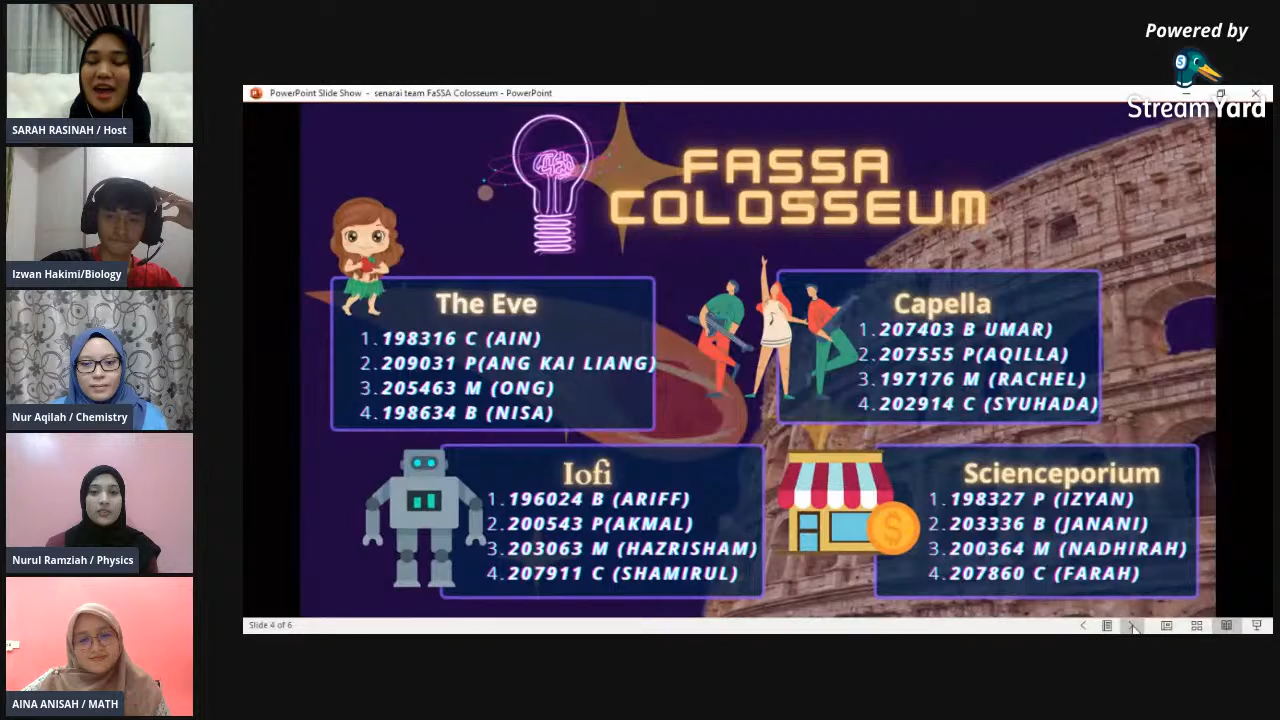 SARAH RASINAH / Host
Izwan Hakimi/Biology
Nur Aqilah / Chemistry
Nurul Ramziah / Physics
AINA ANISAH / MATH
Powered by
StreamYard
PowerPoint Slide Show - senarai team FaSSA Colosseum - PowerPoint
FASSA
COLOSSEUM
The Eve
1. 198316 C (AIN)
2. 209031 P(ANG KAI LIANG)
3. 205463 M (ONG)
4. 198634 B (NISA)
Capella
1. 207403 B UMAR)
2. 207555 P(AQILLA)
3. 197176 M (RACHEL)
4. 202914 C (SYUHADA)
Iofi
1. 196024 B (ARIFF)
2. 200543 P(AKMAL)
3. 203063 M (HAZRISHAM)
4. 207911 C (SHAMIRUL)
Scienceporium
1. 198327 P (IZYAN)
2. 203336 B (JANANI)
3. 200364 M (NADHIRAH)
4. 207860 C (FARAH)
Slide 4 of 6